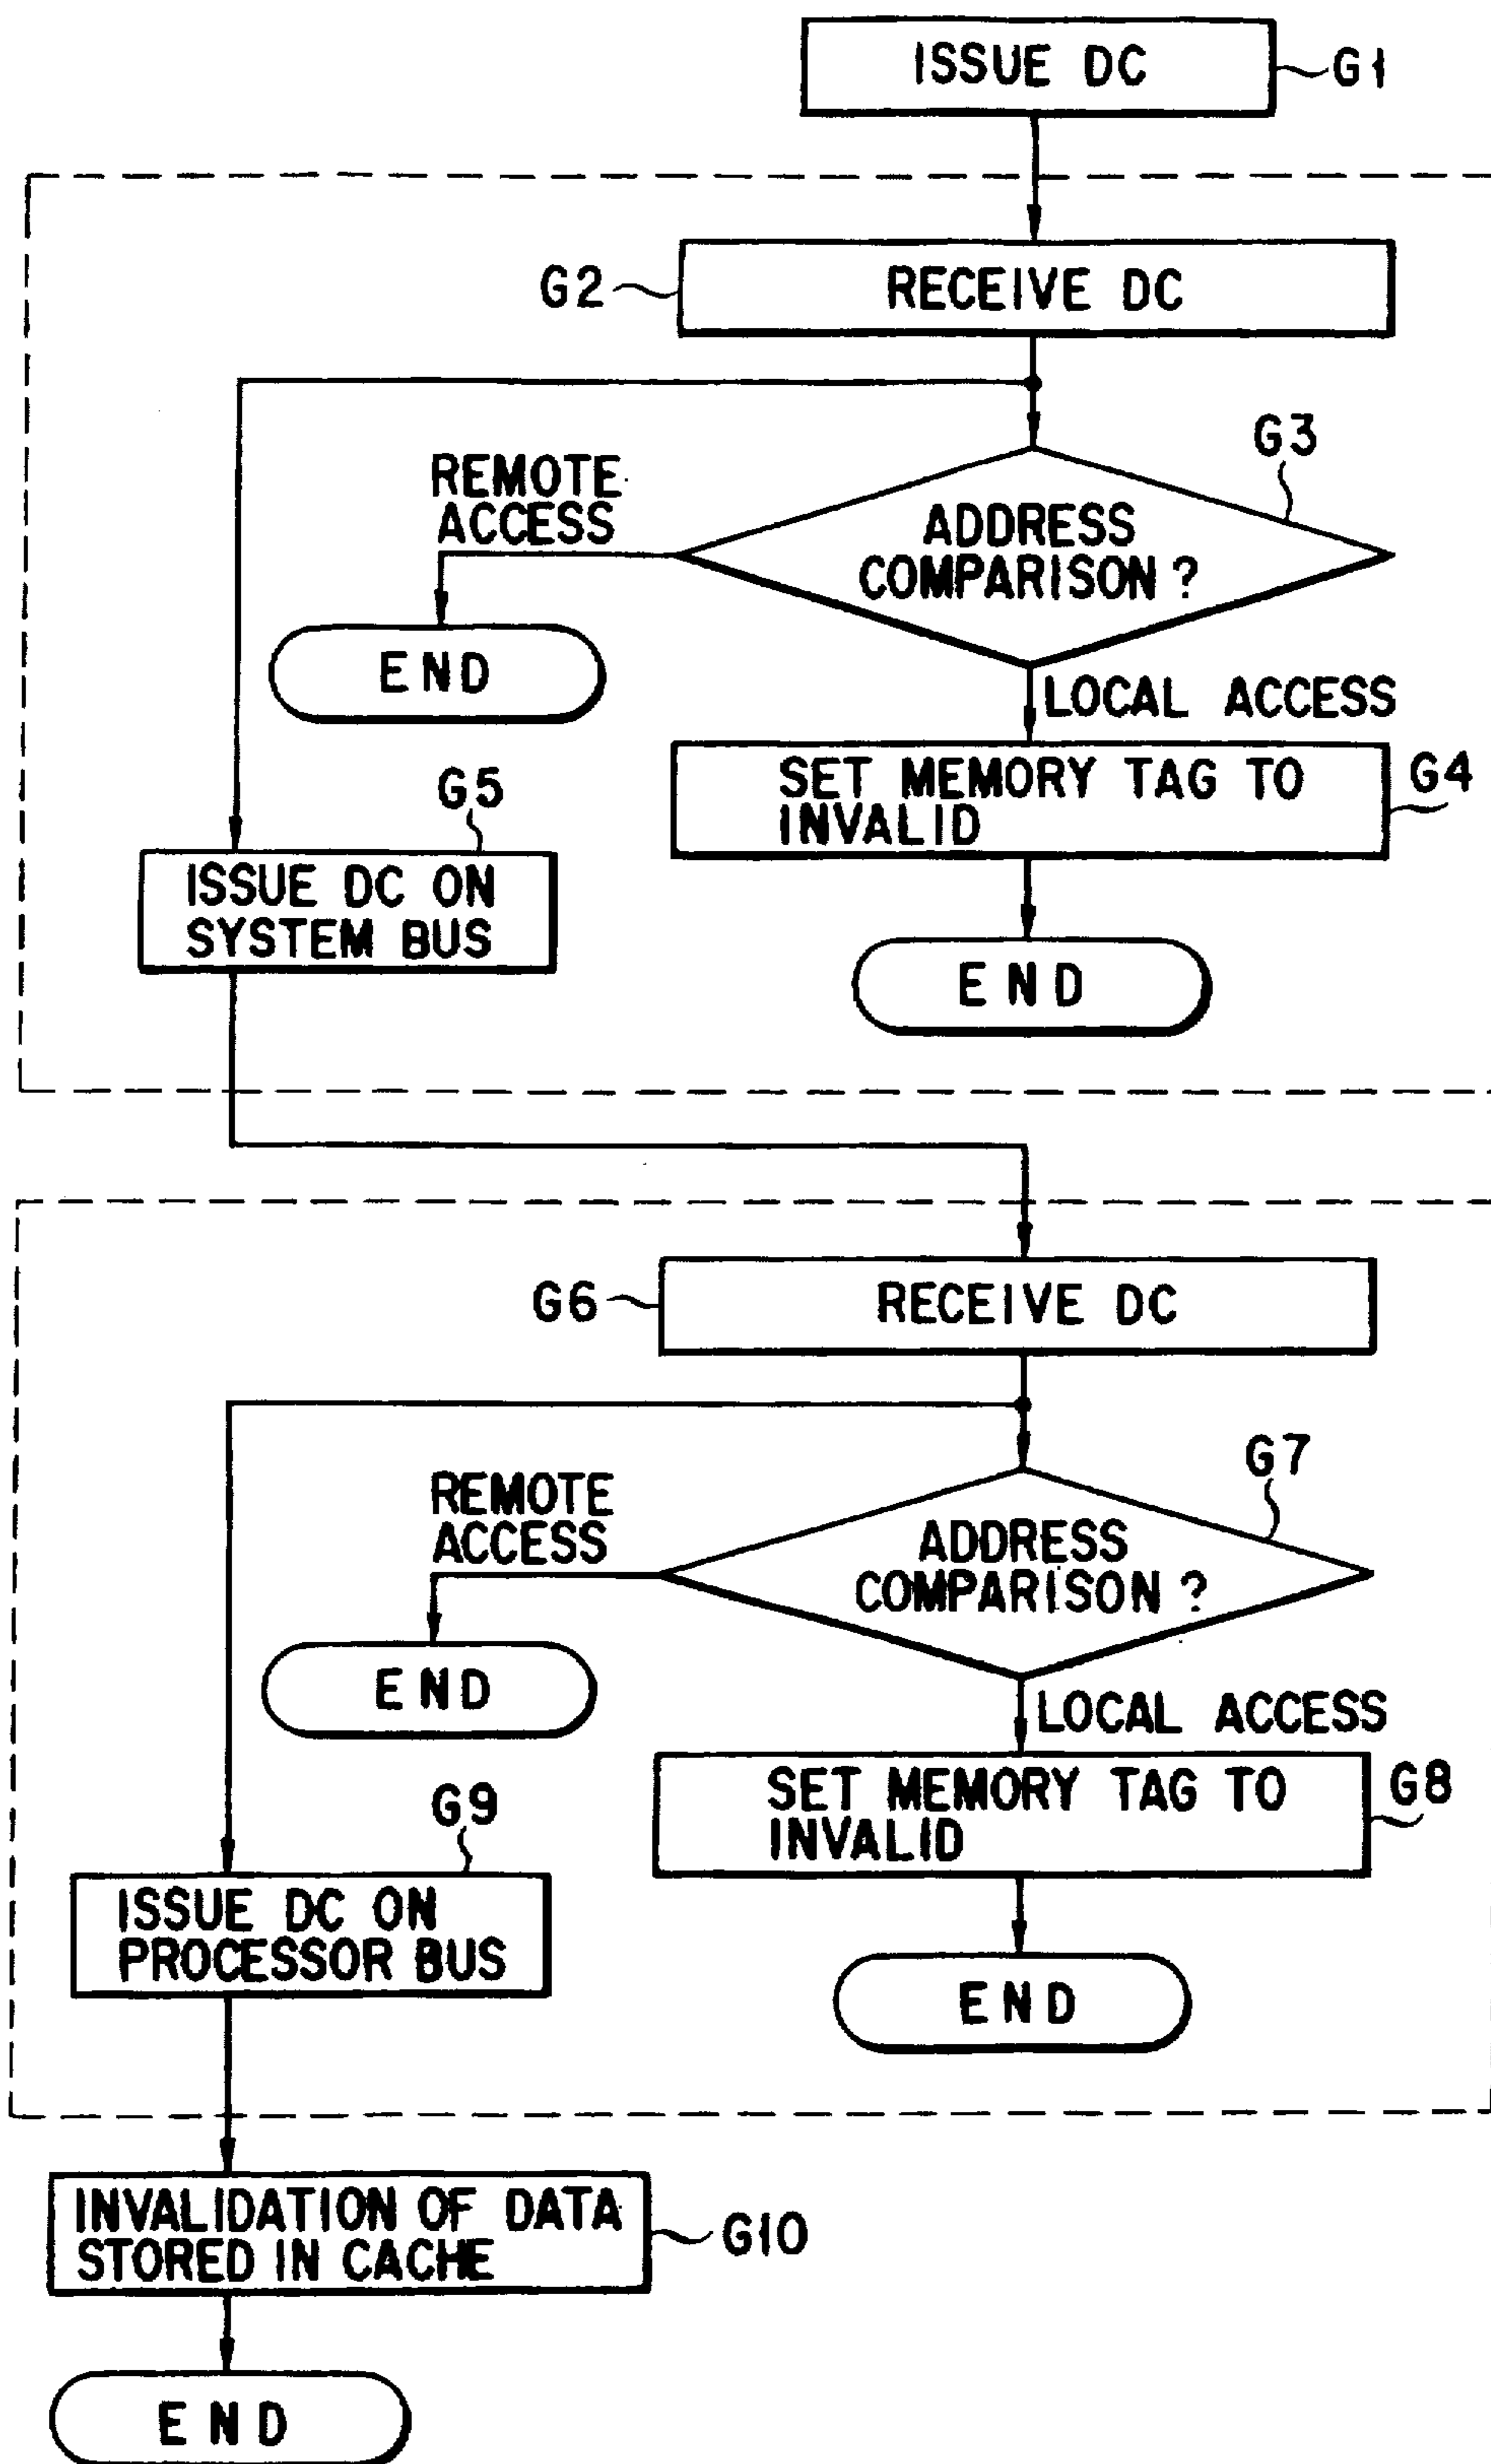 ISSUE DC
G1
G2
RECEIVE DC
G3
REMOTE
ACCESS
ADDRESS
COMPARISON ?
END
LOCAL ACCESS
G5
SET MEMORY TAG TO
INVALID
G4
ISSUE DC ON
SYSTEM BUS
END
G6
RECEIVE DC
G7
REMOTE
ACCESS
ADDRESS
COMPARISON ?
END
LOCAL ACCESS
G9
SET MEMORY TAG TO
INVALID
G8
ISSUE DC ON
PROCESSOR BUS
END
INVALIDATION OF DATA
STORED IN CACHE
G10
END